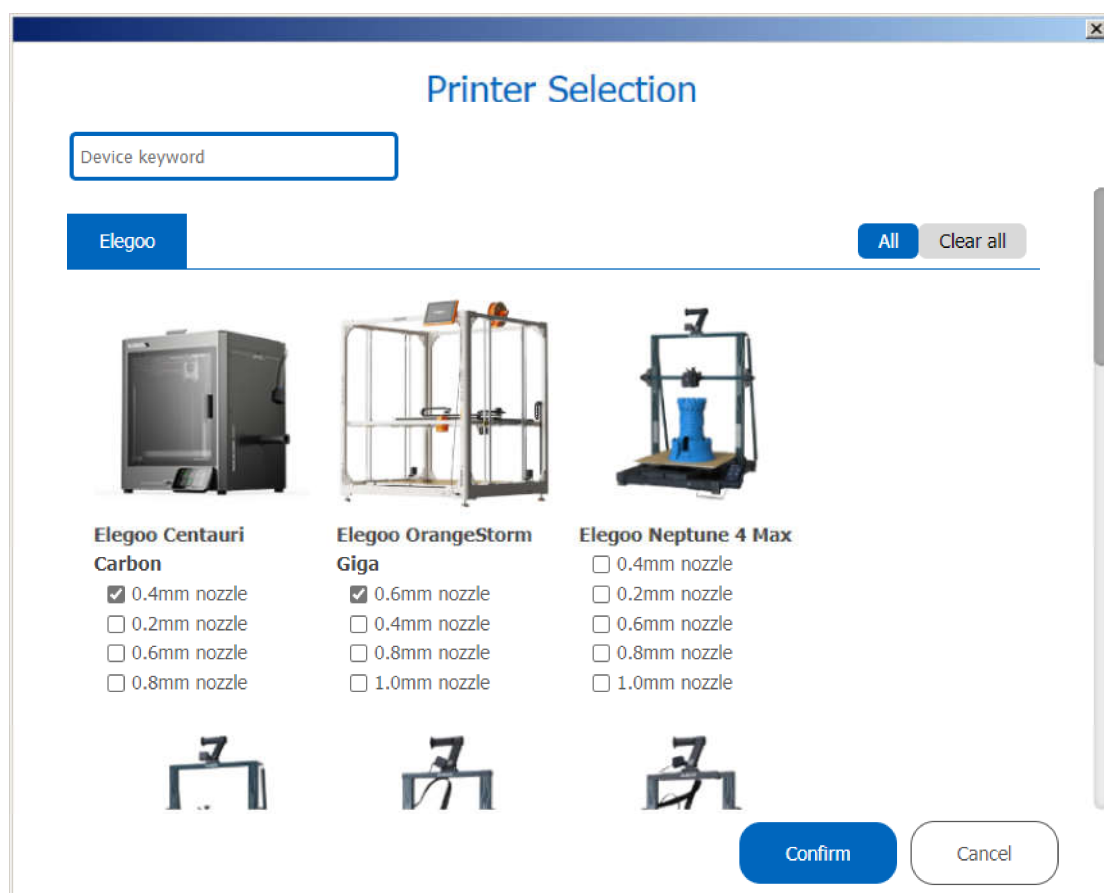 Printer Selection
Device keyword
Elegoo
All
Clear all
Elegoo Centauri
Carbon
0.4mm nozzle
0.2mm nozzle
0.6mm nozzle
0.8mm nozzle
Elegoo OrangeStorm
Giga
0.6mm nozzle
0.4mm nozzle
0.8mm nozzle
1.0mm nozzle
Elegoo Neptune 4 Max
0.4mm nozzle
0.2mm nozzle
0.6mm nozzle
0.8mm nozzle
1.0mm nozzle
Confirm
Cancel